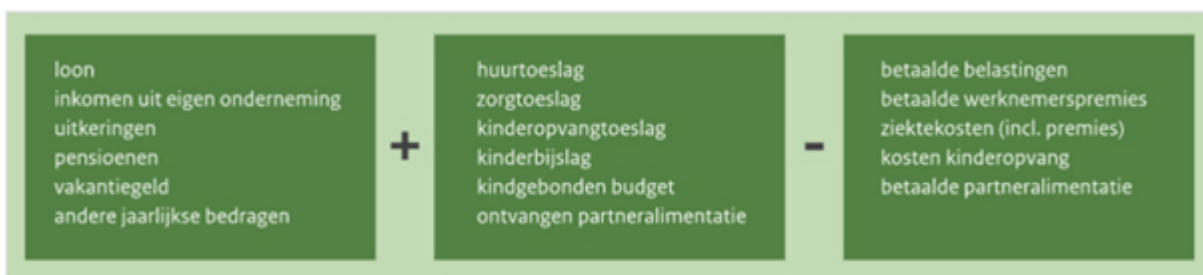 loon
inkomen uit eigen onderneming
uitkeringen
pensioenen
vakantiegeld
andere jaarlijkse bedragen
+
huurtoeslag
zorgtoeslag
kinderopvangtoeslag
kinderbijslag
kindgebonden budget
ontvangen partneralimentatie
-
betaalde belastingen
betaalde werknemerspremies
ziektekosten (incl. premies)
kosten kinderopvang
betaalde partneralimentatie